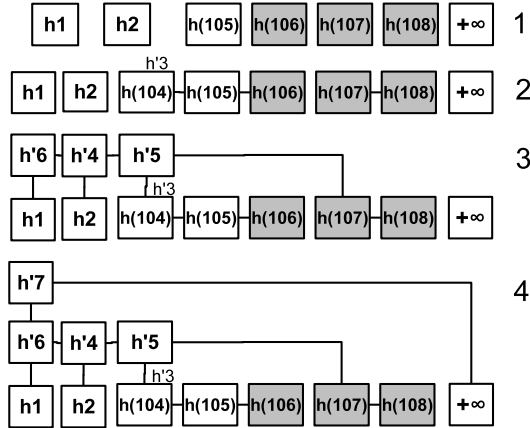 h1 h2 h(105) h(106) h(107) h(108) +∞ 1
h'3
h1 h2 h(104) h(105) h(106) h(107) h(108) +∞ 2
h'6 h'4 h'5 3
h'3
h1 h2 h(104) h(105) h(106) h(107) h(108) +∞
h'7 4
h'6 h'4 h'5
h'3
h1 h2 h(104) h(105) h(106) h(107) h(108) +∞